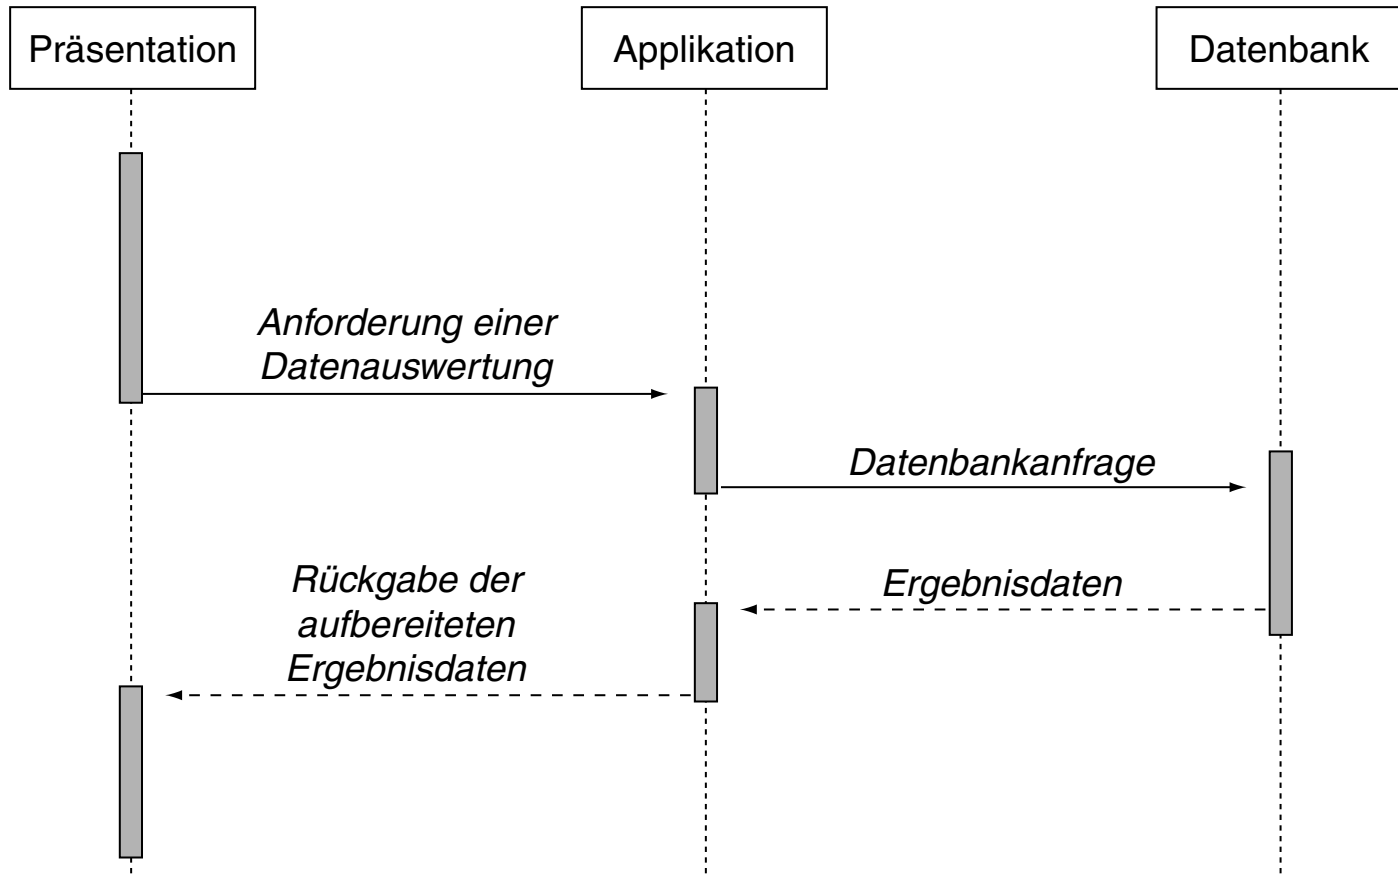 Präsentation
Applikation
Datenbank
Anforderung einer
Datenauswertung
Datenbankanfrage
Ergebnisdaten
Rückgabe der
aufbereiteten
Ergebnisdaten